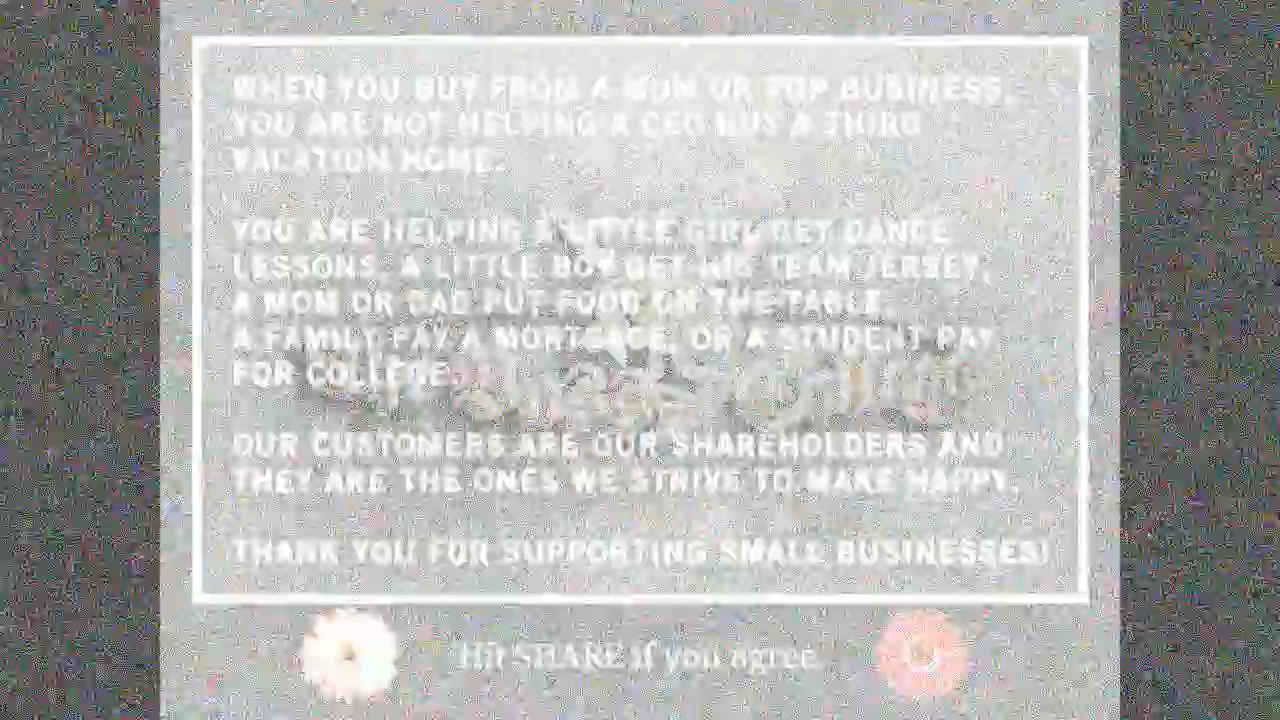 WHEN YOU BUY FROM A MOM OR POP BUSINESS,
YOU ARE NOT HELPING A CEO BUY A THIRD
VACATION HOME.
YOU ARE HELPING A LITTLE GIRL GET DANCE
LESSONS, A LITTLE BOY GET HIS TEAM JERSEY,
A MOM OR DAD PUT FOOD ON THE TABLE,
A FAMILY PAY A MORTGAGE, OR A STUDENT PAY
FOR COLLEGE.
OUR CUSTOMERS ARE OUR SHAREHOLDERS AND
THEY ARE THE ONES WE STRIVE TO MAKE HAPPY.
THANK YOU FOR SUPPORTING SMALL BUSINESSES!
Hit SHARE if you agree